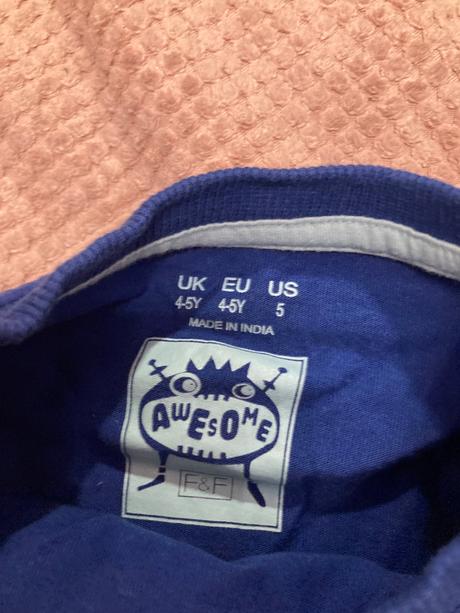 UK EU US
4-5Y 4-5Y 5
MADE IN INDIA
AWESOME
F&F